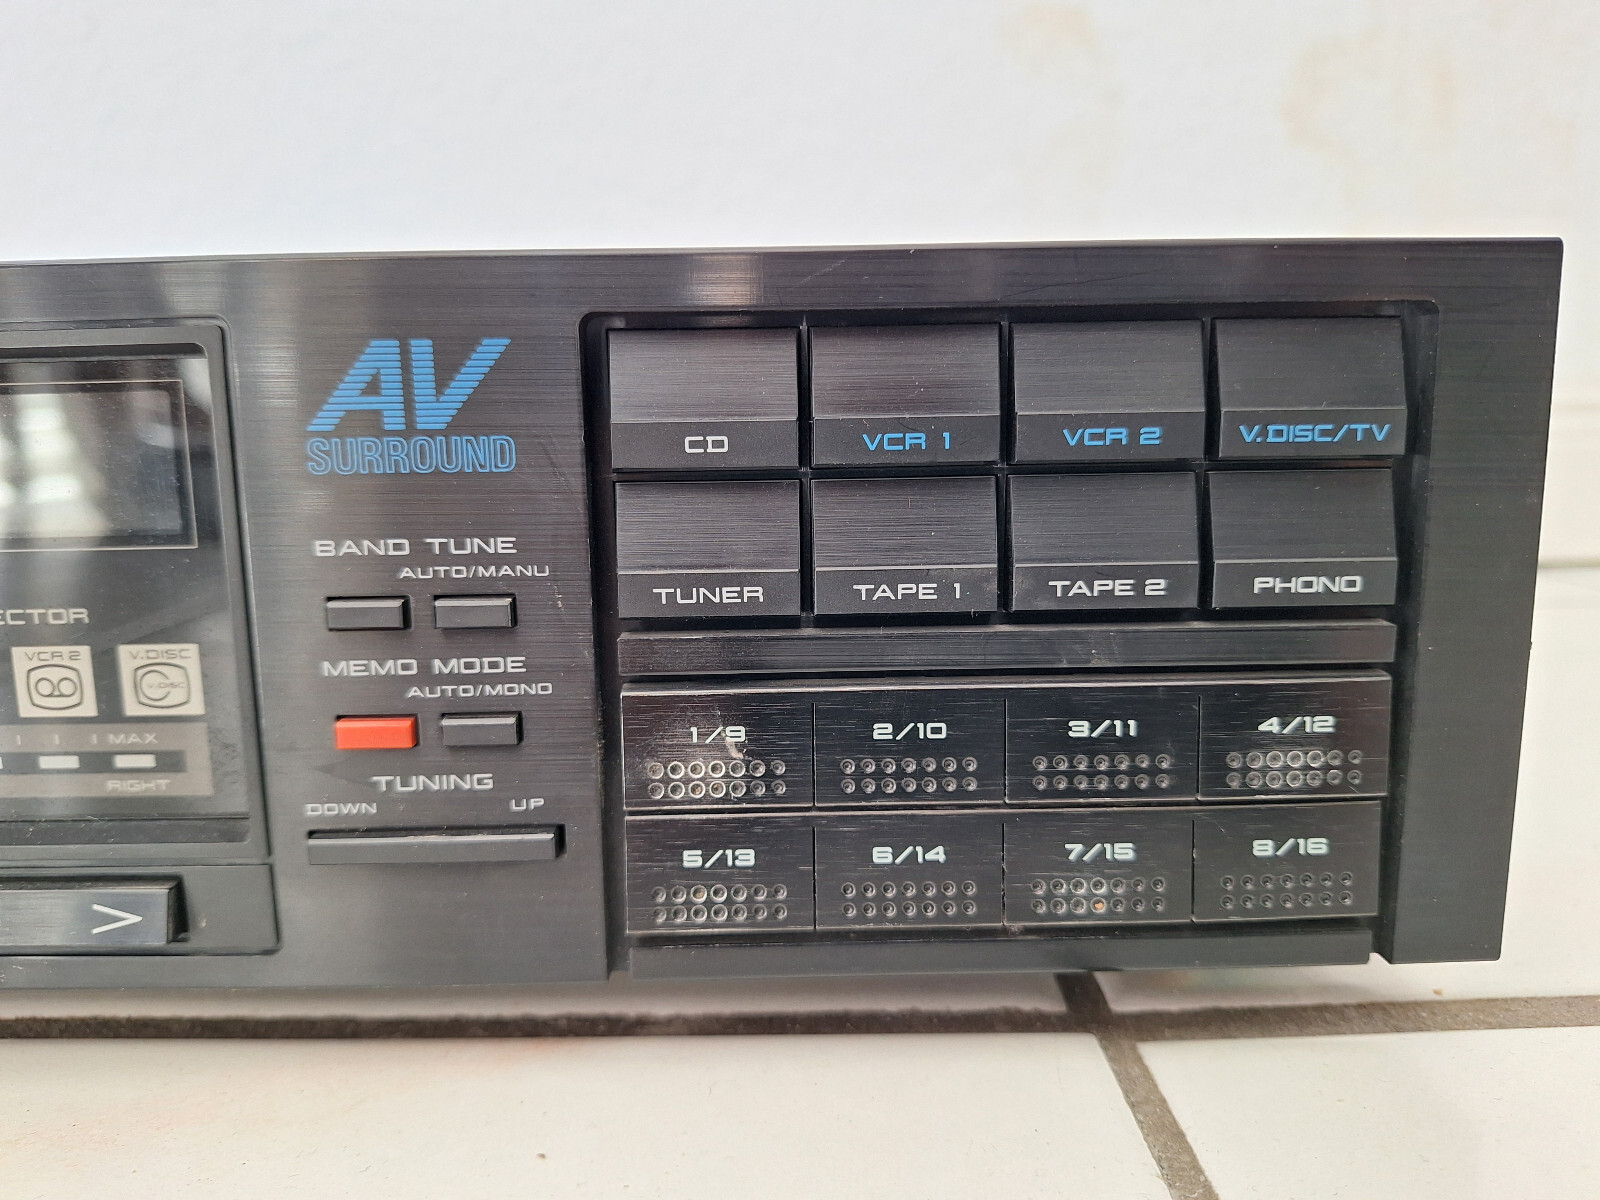 AV
SURROUND
BAND TUNE
AUTO/MANU
MEMO MODE
AUTO/MONO
TUNING
DOWN UP
ECTOR
VCR 2 V.DISC
V.DISC
MAX
RIGHT
>
CD VCR 1 VCR 2 V.DISC/TV
TUNER TAPE 1 TAPE 2 PHONO
1/9 2/10 3/11 4/12
5/13 6/14 7/15 8/16